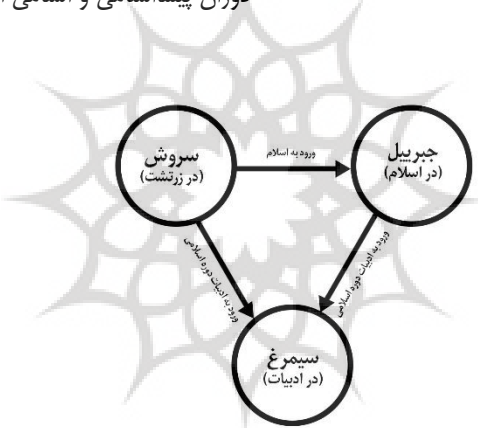 دوران پیشااسلامی و اسلامی
جبرییل
(در اسلام)
ورود به اسلام
سروش
(در زرتشت)
ورود به ادبیات دوره اسلامی
ورود به ادبیات دوره اسلامی
سیمرغ
(در ادبیات)